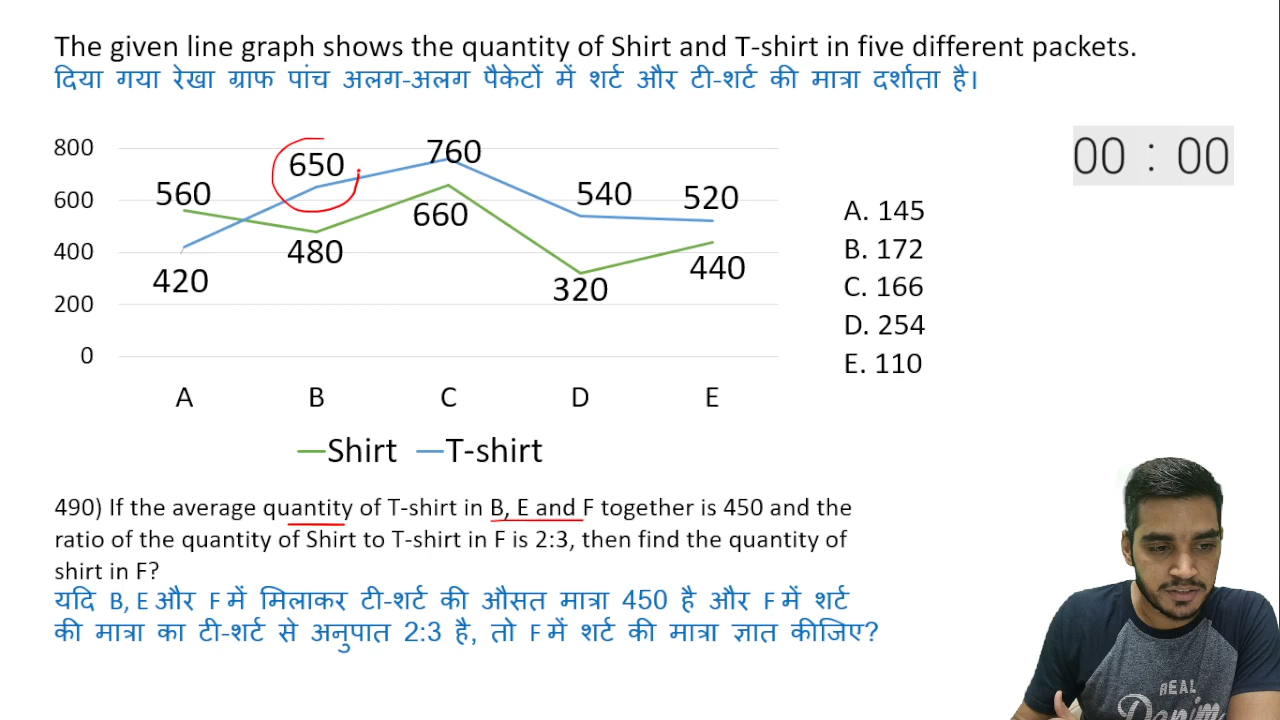 The given line graph shows the quantity of Shirt and T-shirt in five different packets.
दिया गया रेखा ग्राफ पांच अलग-अलग पैकेटों में शर्ट और टी-शर्ट की मात्रा दर्शाता है।
00 : 00
800
600
400
200
0
560
650
760
540
520
420
480
660
320
440
A B C D E
Shirt T-shirt
A. 145
B. 172
C. 166
D. 254
E. 110
490) If the average quantity of T-shirt in B, E and F together is 450 and the
ratio of the quantity of Shirt to T-shirt in F is 2:3, then find the quantity of
shirt in F?
यदि B, E और F में मिलाकर टी-शर्ट की औसत मात्रा 450 है और F में शर्ट
की मात्रा का टी-शर्ट से अनुपात 2:3 है, तो F में शर्ट की मात्रा ज्ञात कीजिए?
REAL
Denim